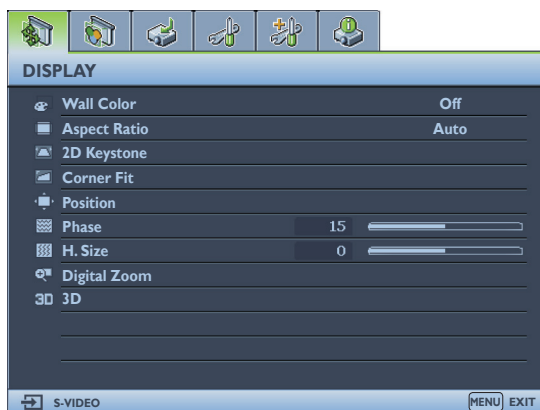 DISPLAY
Wall Color Off
Aspect Ratio Auto
2D Keystone
Corner Fit
Position
Phase 15
H. Size 0
Digital Zoom
3D 3D
S-VIDEO MENU EXIT